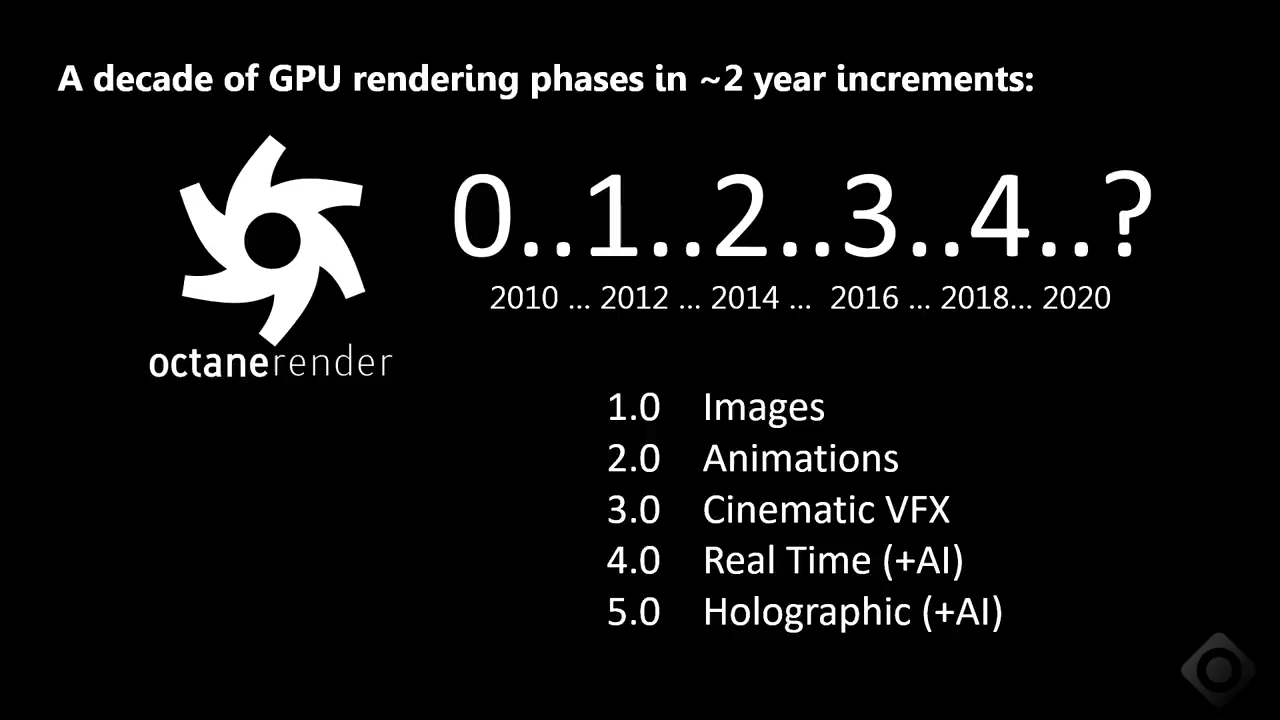 A decade of GPU rendering phases in ~2 year increments:
0..1..2..3..4..?
2010 ... 2012 ... 2014 ... 2016 ... 2018... 2020
octanerender
1.0 Images
2.0 Animations
3.0 Cinematic VFX
4.0 Real Time (+AI)
5.0 Holographic (+AI)